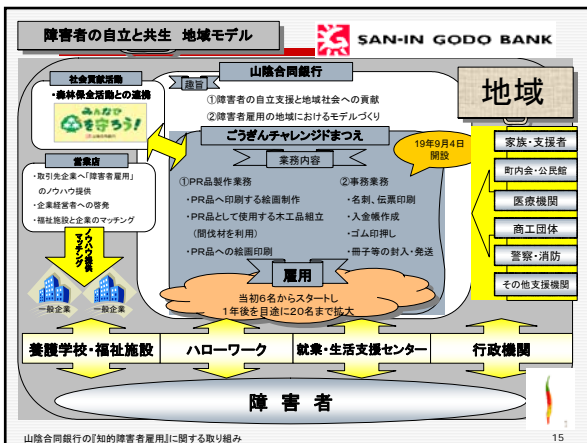 障害者の自立と共生 地域モデル
SAN-IN GODO BANK
社会貢献活動
・森林保全活動との連携
みんなで
森を守ろう!
山陰合同銀行
趣旨
①障害者の自立支援と地域社会への貢献
②障害者雇用の地域におけるモデルづくり
地域
ごうぎんチャレンジドまつえ
業務内容
19年9月4日
開設
①PR品製作業務
・PR品へ印刷する絵画制作
・PR品として使用する木工品組立
(間伐材を利用)
・PR品への絵画印刷
②事務業務
・名刺、伝票印刷
・入金帳作成
・ゴム印押し
・冊子等の封入・発送
営業店
・取引先企業へ「障害者雇用」
のノウハウ提供
・企業経営者への啓発
・福祉施設と企業のマッチング
ノウハウ提供
マッチング
一般企業
一般企業
雇用
当初6名からスタートし
1年後を目途に20名まで拡大
家族・支援者
町内会・公民館
医療機関
商工団体
警察・消防
その他支援機関
養護学校・福祉施設
ハローワーク
就業・生活支援センター
行政機関
障害者
山陰合同銀行の『知的障害者雇用』に関する取り組み
15